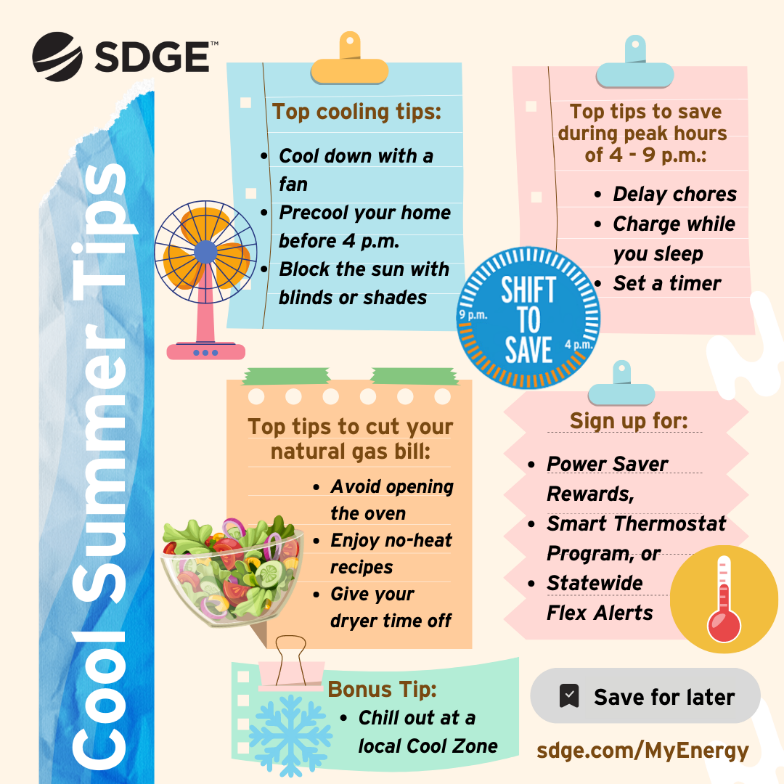 SDGE™
Cool Summer Tips
Top cooling tips:
• Cool down with a
fan
• Precool your home
before 4 p.m.
• Block the sun with
blinds or shades
Top tips to save
during peak hours
of 4 - 9 p.m.:
• Delay chores
• Charge while
you sleep
• Set a timer
SHIFT
TO
SAVE
9 p.m.
4 p.m.
Top tips to cut your
natural gas bill:
• Avoid opening
the oven
• Enjoy no-heat
recipes
• Give your
dryer time off
Sign up for:
• Power Saver
Rewards,
• Smart Thermostat
Program, or
• Statewide
Flex Alerts
Bonus Tip:
• Chill out at a
local Cool Zone
Save for later
sdge.com/MyEnergy